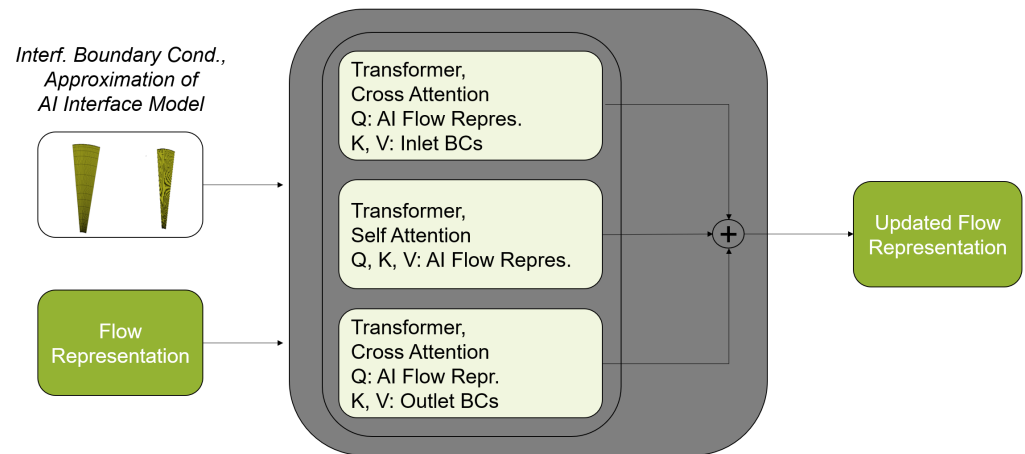 Interf. Boundary Cond.,
Approximation of
AI Interface Model
Flow
Representation
Transformer,
Cross Attention
Q: AI Flow Repres.
K, V: Inlet BCs
Transformer,
Self Attention
Q, K, V: AI Flow Repres.
Transformer,
Cross Attention
Q: AI Flow Repr.
K, V: Outlet BCs
+
Updated Flow
Representation